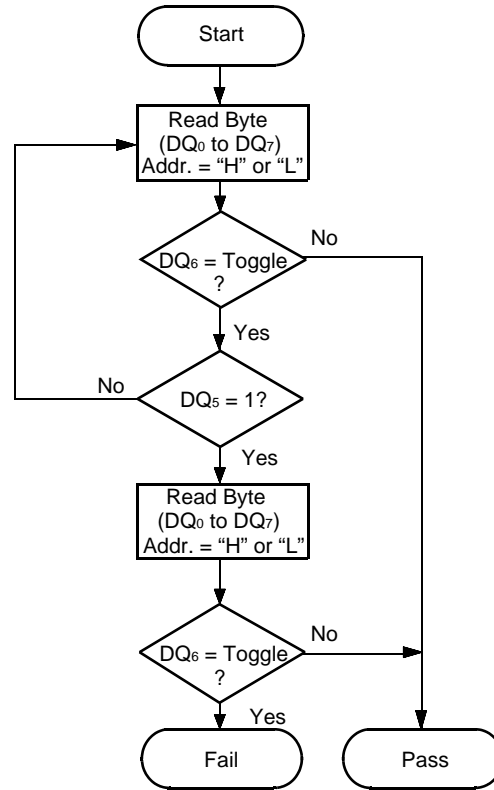 Start
Read Byte
(DQ0 to DQ7)
Addr. = “H” or “L”
No
DQ6 = Toggle
?
Yes
No
DQ5 = 1?
Yes
Read Byte
(DQ0 to DQ7)
Addr. = “H” or “L”
No
DQ6 = Toggle
?
Yes
Fail
Pass